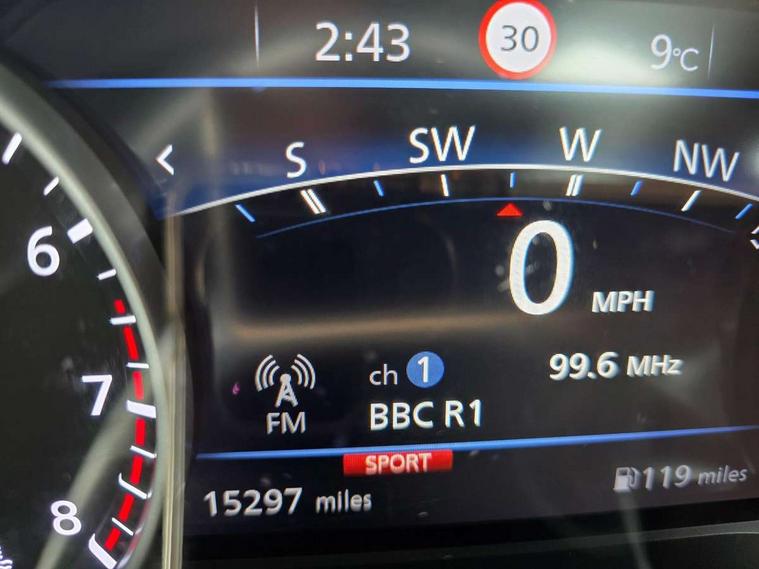 2:43 30 9°C
S SW W NW
6
0 MPH
7
FM
ch 1 99.6 MHz
BBC R1
SPORT
8
15297 miles 119 miles